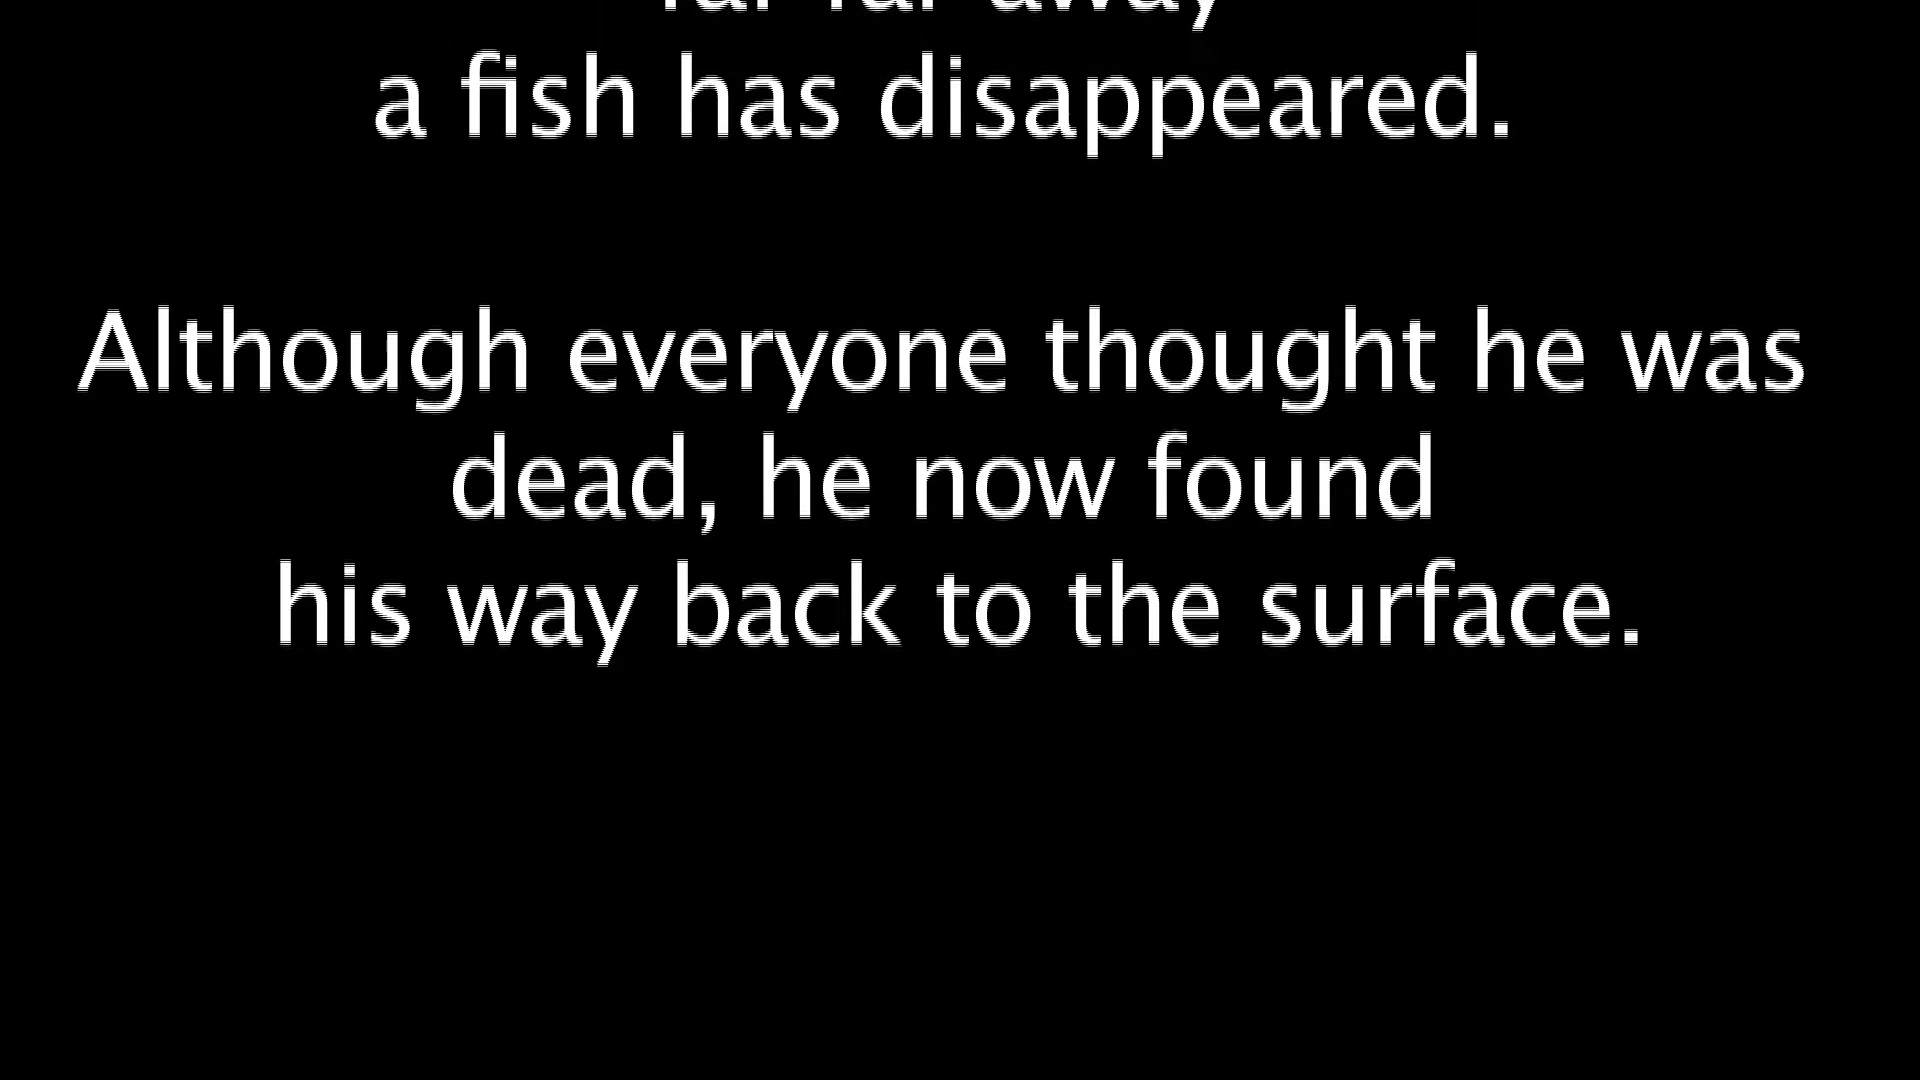 far far away
a fish has disappeared.
Although everyone thought he was
dead, he now found
his way back to the surface.